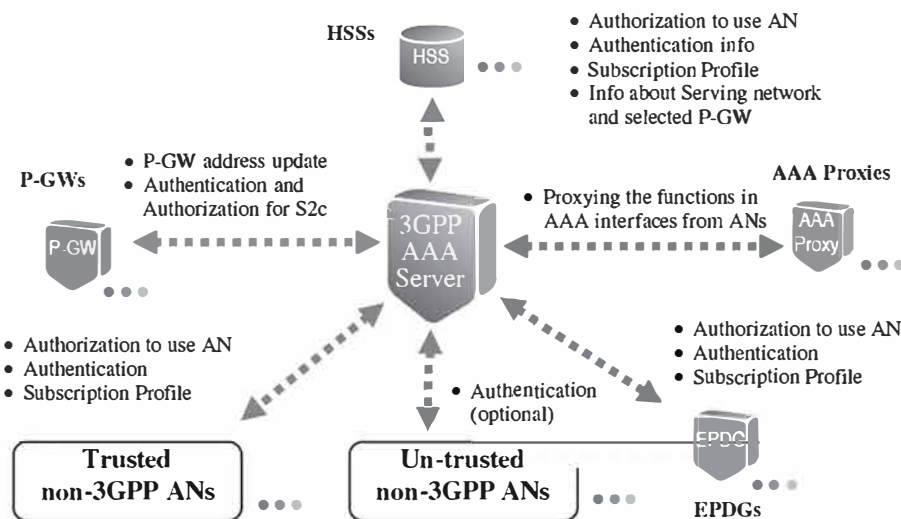 HSSs
HSS
• Authorization to use AN
• Authentication info
• Subscription Profile
• Info about Serving network
and selected P-GW
P-GWs
P-GW
• P-GW address update
• Authentication and
Authorization for S2c
3GPP
AAA
Server
• Proxying the functions in
AAA interfaces from ANs
AAA Proxies
AAA
Proxy
• Authorization to use AN
• Authentication
• Subscription Profile
• Authentication
(optional)
• Authorization to use AN
• Authentication
• Subscription Profile
Trusted
non-3GPP ANs
Un-trusted
non-3GPP ANs
EPDG
EPDGs